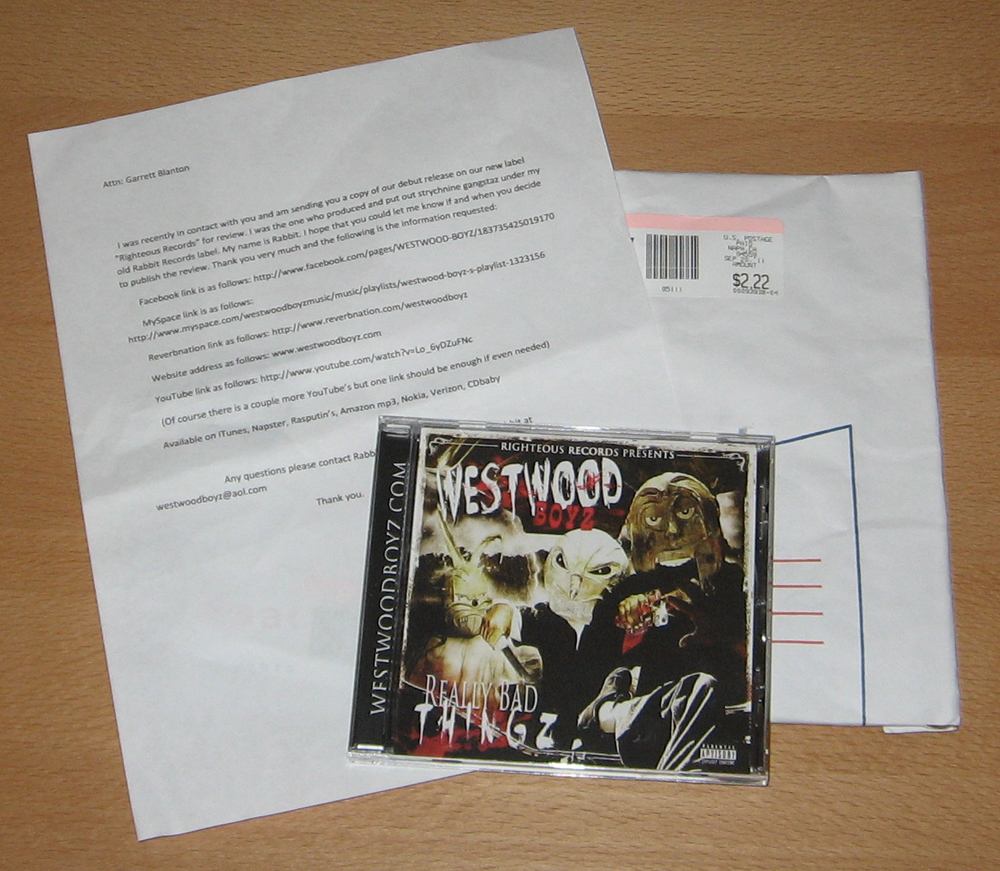 Attn: Garrett Blanton
I was recently in contact with you and am sending you a copy of our debut release on our new label
"Righteous Records" for review. I was the one who produced and put out strychnine gangstaz under my
old Rabbit Records label. My name is Rabbit. I hope that you could let me know if and when you decide
to publish the review. Thank you very much and the following is the information requested:
Facebook link is as follows: http://www.facebook.com/pages/WESTWOOD-BOYZ/183735425019170
MySpace link is as follows:
http://www.myspace.com/westwoodboyzmusic/music/playlists/westwood-boyz-s-playlist-1323156
Reverbnation link as follows: http://www.reverbnation.com/westwoodboyz
Website address as follows: www.westwoodboyz.com
YouTube link as follows: http://www.youtube.com/watch?v=Lo_6yDZuFNc
(Of course there is a couple more YouTube's but one link should be enough if even needed)
Available on ITunes, Napster, Rasputin's, Amazon mp3, Nokia, Verizon, CDbaby
Any questions please contact Rabb at
westwoodboyz@aol.com
Thank you.
U.S. POSTAGE
PAID
SEP
AMOUNT
$2.22
WESTWOODBOYZ.COM
RIGHTEOUS RECORDS PRESENTS
WESTWOOD
BOYZ
REALLY BAD
THINGZ
PARENTAL
ADVISORY
EXPLICIT CONTENT